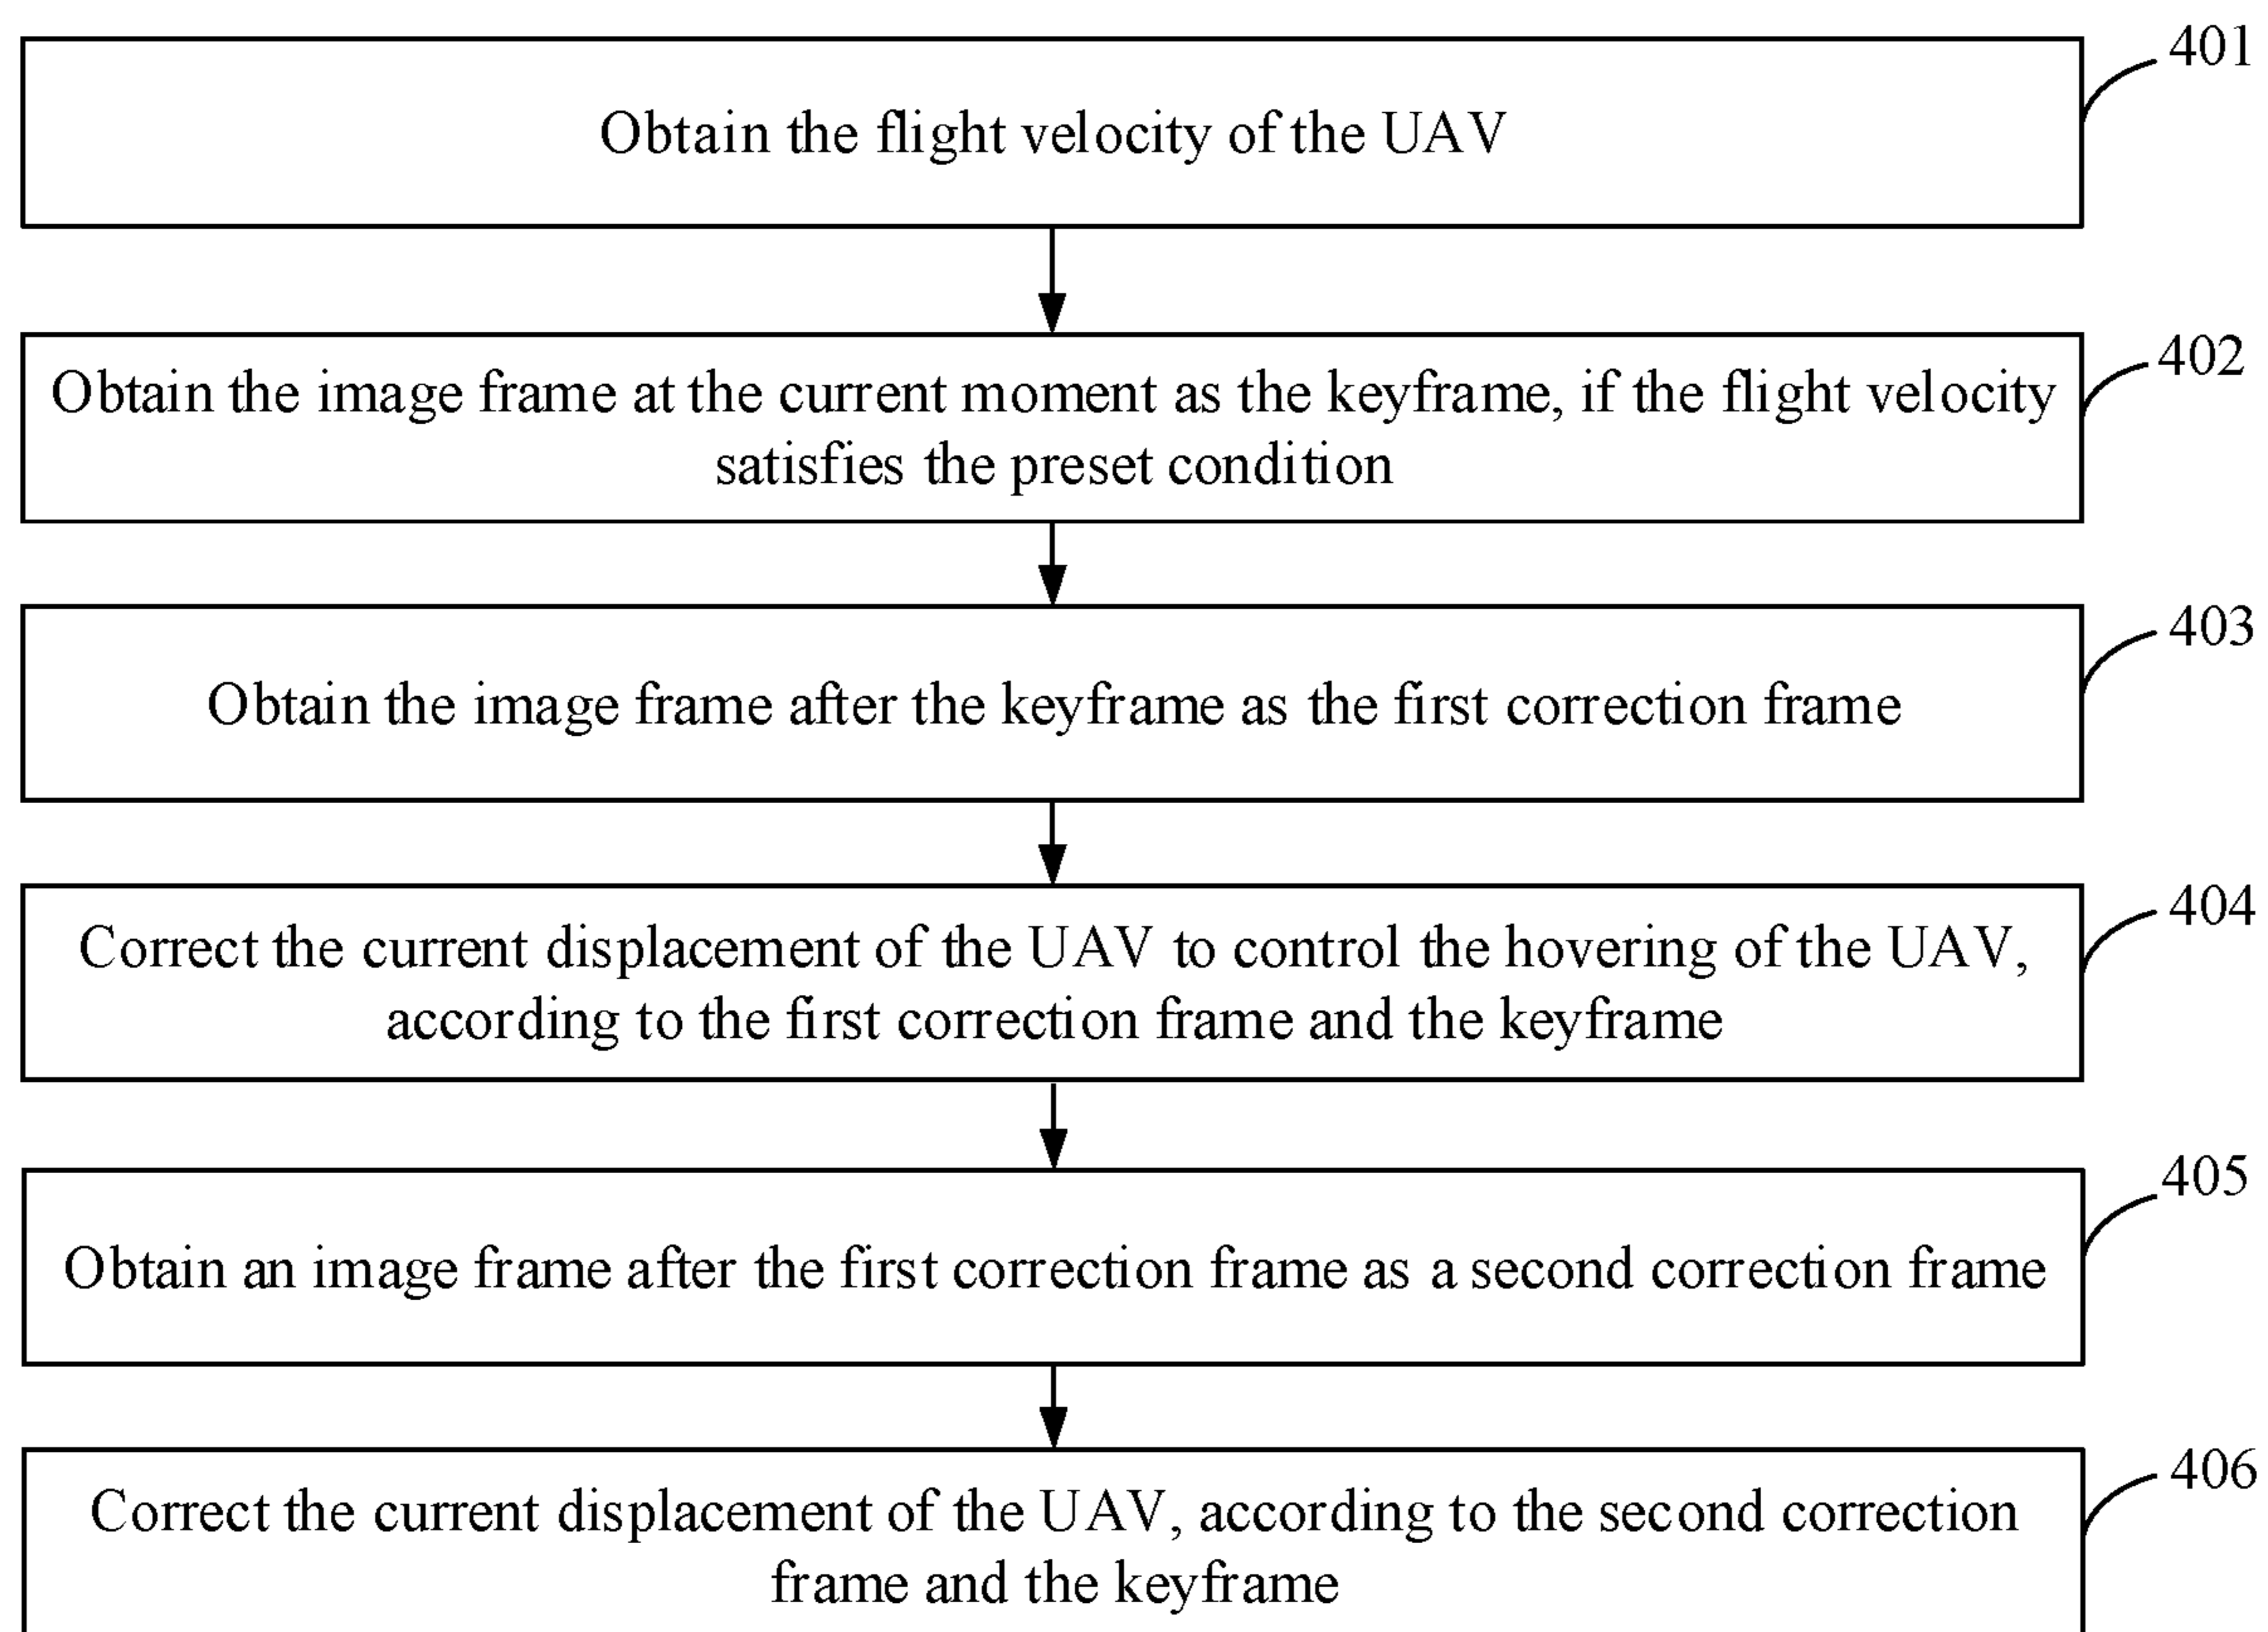 401
Obtain the flight velocity of the UAV
402
Obtain the image frame at the current moment as the keyframe, if the flight velocity
satisfies the preset condition
403
Obtain the image frame after the keyframe as the first correction frame
404
Correct the current displacement of the UAV to control the hovering of the UAV,
according to the first correction frame and the keyframe
405
Obtain an image frame after the first correction frame as a second correction frame
406
Correct the current displacement of the UAV, according to the second correction
frame and the keyframe